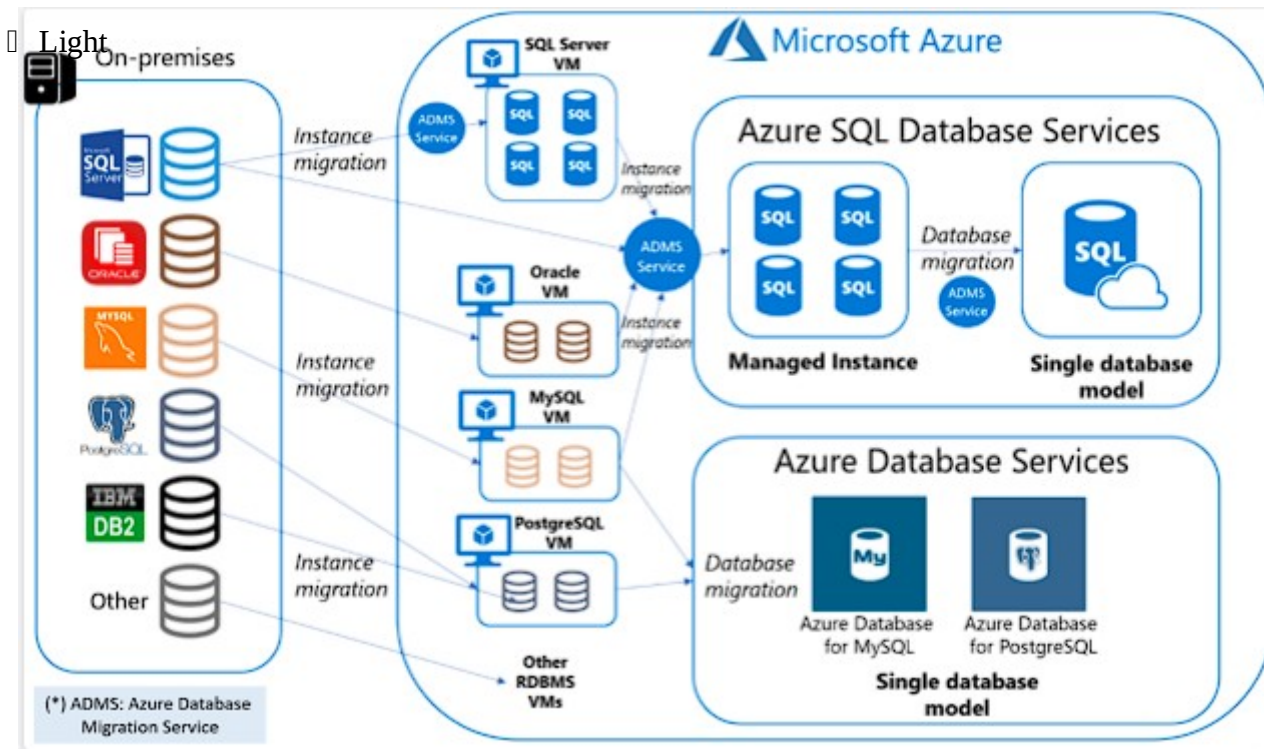 Light
On-premises
Microsoft
SQL
Server
ORACLE
MYSQL
PostgreSQL
IBM
DB2
Other
(*) ADMS: Azure Database
Migration Service
Instance
migration
Instance
migration
Instance
migration
Microsoft Azure
ADMS
Service
SQL Server
VM
SQL
SQL
SQL
SQL
Instance
migration
ADMS
Service
Oracle
VM
Instance
migration
MySQL
VM
PostgreSQL
VM
Other
RDBMS
VMs
Azure SQL Database Services
SQL
SQL
SQL
SQL
Managed Instance
Database
migration
ADMS
Service
SQL
Single database
model
Azure Database Services
Database
migration
My
Azure Database
for MySQL
Azure Database
for PostgreSQL
Single database
model